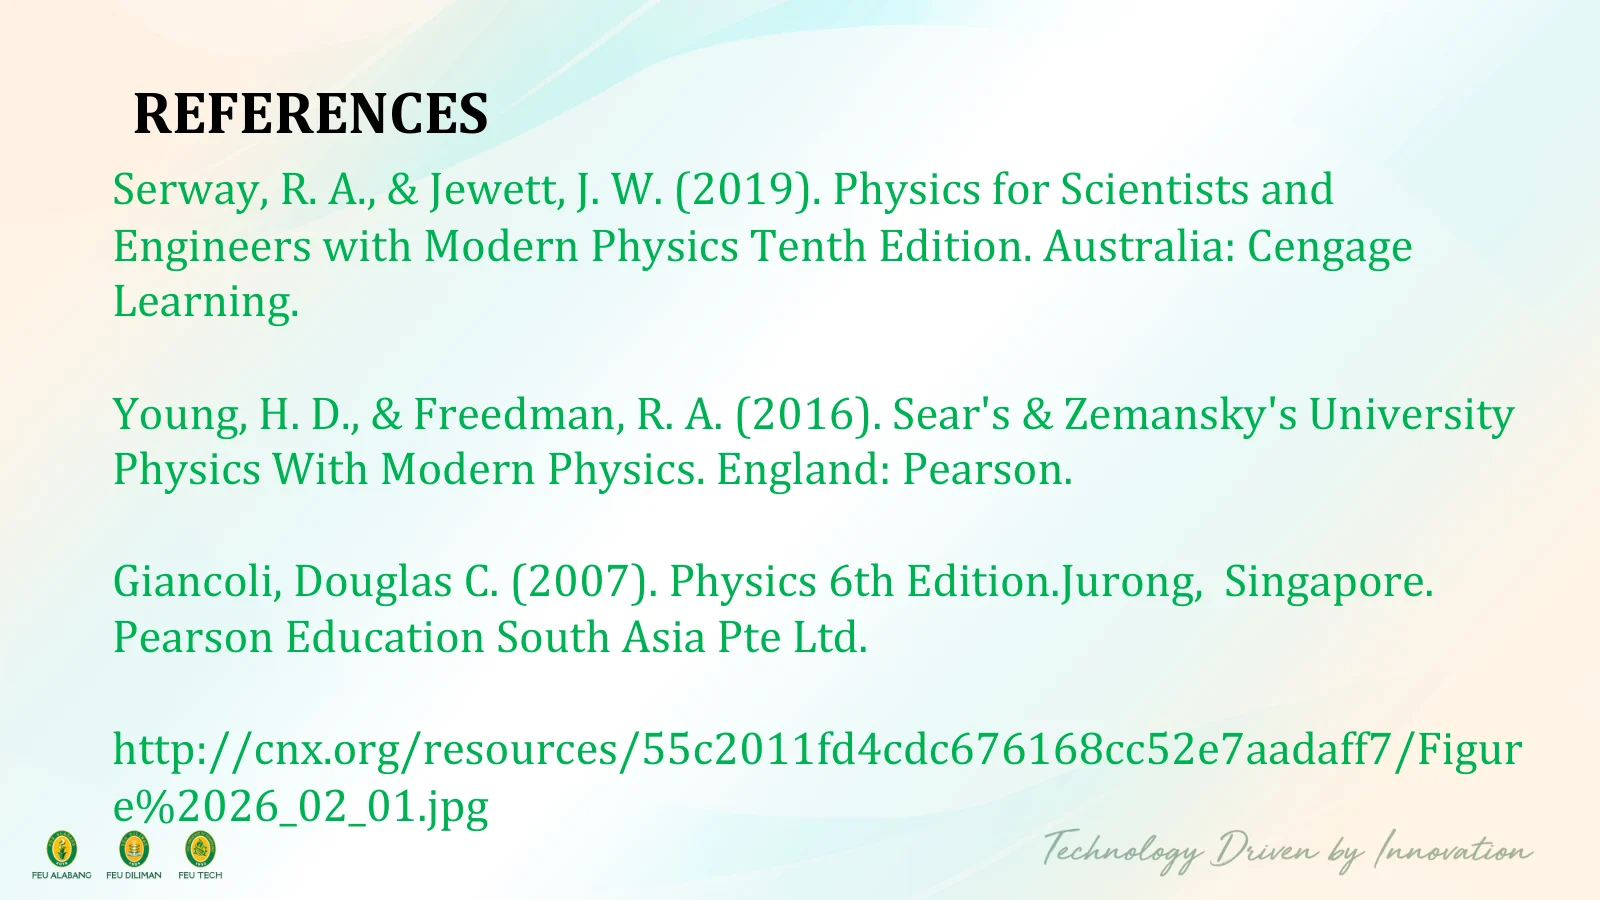 REFERENCES
Serway, R. A., & Jewett, J. W. (2019). Physics for Scientists and
Engineers with Modern Physics Tenth Edition. Australia: Cengage
Learning.
Young, H. D., & Freedman, R. A. (2016). Sear's & Zemansky's University
Physics With Modern Physics. England: Pearson.
Giancoli, Douglas C. (2007). Physics 6th Edition.Jurong,  Singapore.
Pearson Education South Asia Pte Ltd.
http://cnx.org/resources/55c2011fd4cdc676168cc52e7aadaff7/Figur
e%2026_02_01.jpg
FEU ALABANG FEU DILIMAN FEU TECH
Technology Driven by Innovation